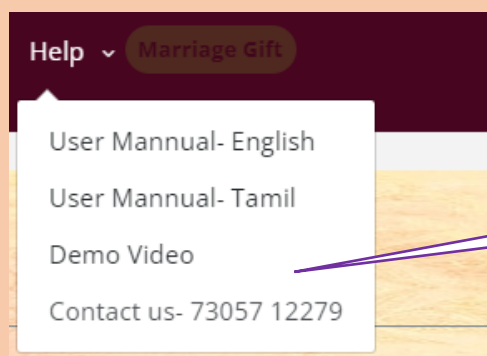 Help Marriage Gift
User Mannual- English
User Mannual- Tamil
Demo Video
Contact us- 73057 12279